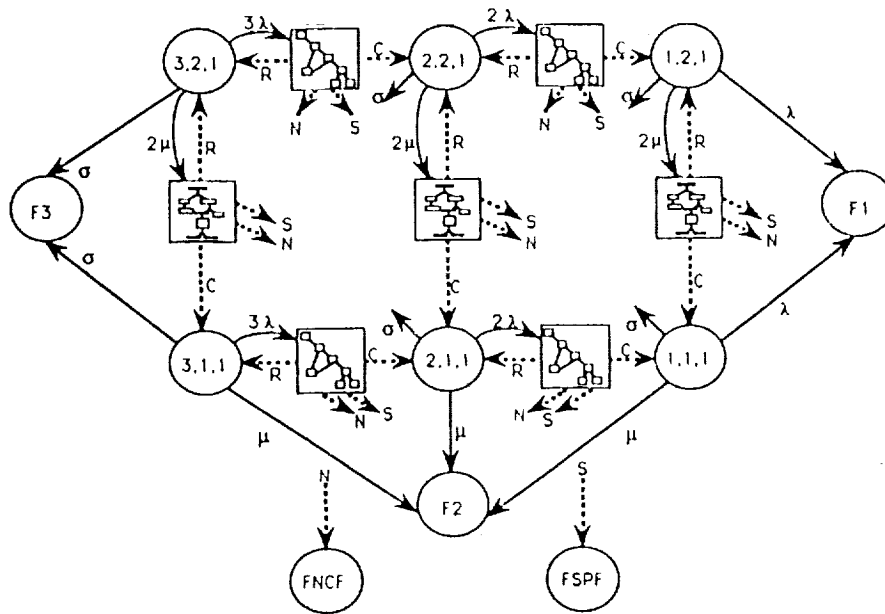 3λ
2λ
3,2,1
C
2,2,1
C
1,2,1
R
R
σ
σ
N
S
N
S
λ
2μ
R
2μ
R
2μ
R
σ
F3
S
N
S
N
S
N
F1
σ
C
C
C
λ
3λ
σ
2λ
σ
3,1,1
C
2,1,1
C
1,1,1
R
R
N
S
N
S
μ
μ
μ
N
F2
S
FNCF
FSPF